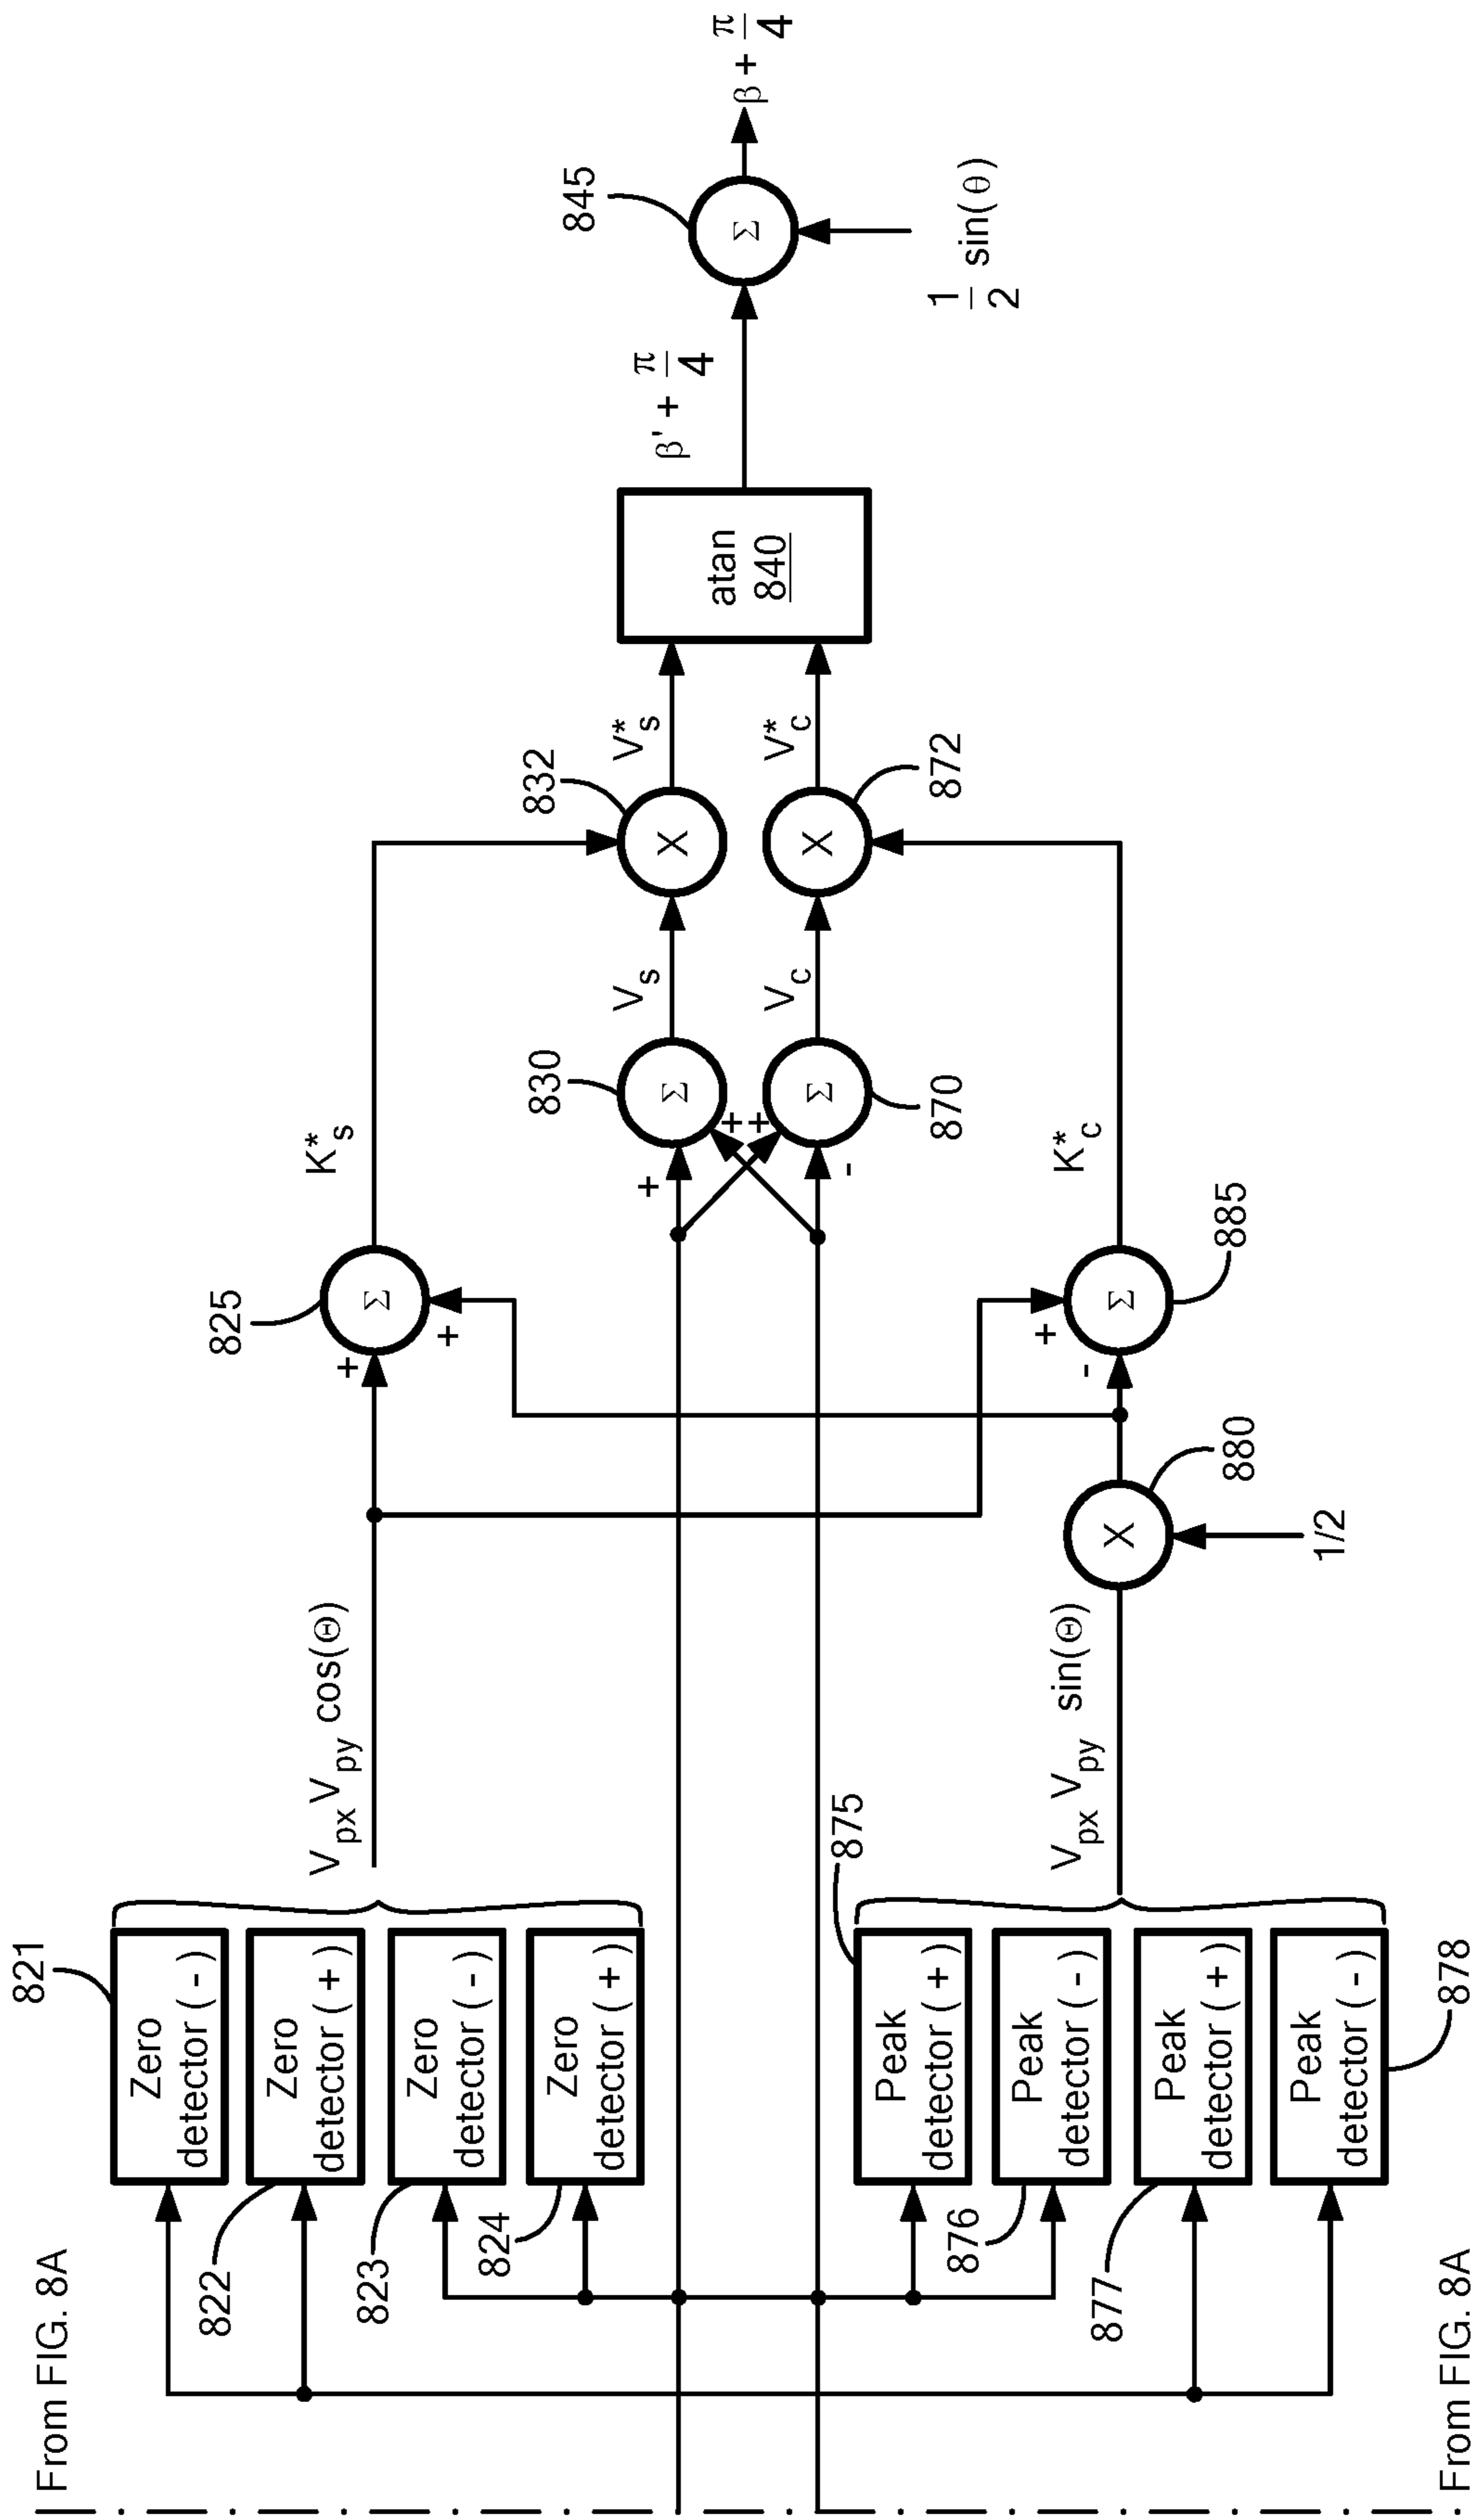 From FIG. 8A
821
Zero
detector ( - )
822
Zero
detector ( + )
823
Zero
detector ( - )
824
Zero
detector ( + )
875
Peak
detector ( + )
876
Peak
detector ( - )
877
Peak
detector ( + )
878
Peak
detector ( - )
From FIG. 8A
V_px V_py cos(Θ)
V_px V_py sin(Θ)
X
880
1/2
825
Σ
+
+
885
Σ
+
-
K*_s
K*_c
830
Σ
+
+
870
Σ
+
-
V_s
V_c
832
X
872
X
V*_s
V*_c
atan
840
β' + π/4
845
Σ
1/2 sin(θ)
β + π/4